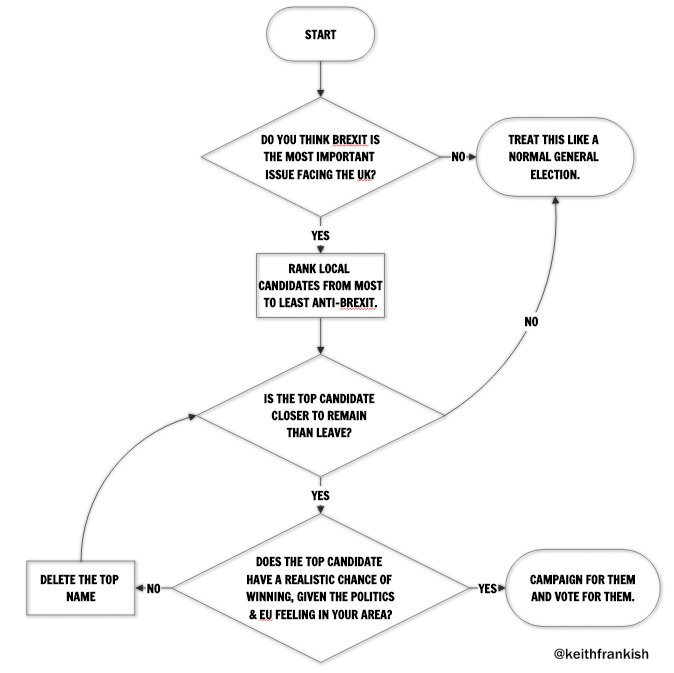 START
DO YOU THINK BREXIT IS
THE MOST IMPORTANT
ISSUE FACING THE UK?
NO
TREAT THIS LIKE A
NORMAL GENERAL
ELECTION.
YES
RANK LOCAL
CANDIDATES FROM MOST
TO LEAST ANTI-BREXIT.
NO
IS THE TOP CANDIDATE
CLOSER TO REMAIN
THAN LEAVE?
YES
DOES THE TOP CANDIDATE
HAVE A REALISTIC CHANCE OF
WINNING, GIVEN THE POLITICS
& EU FEELING IN YOUR AREA?
NO
DELETE THE TOP
NAME
YES
CAMPAIGN FOR THEM
AND VOTE FOR THEM.
@keithfrankish